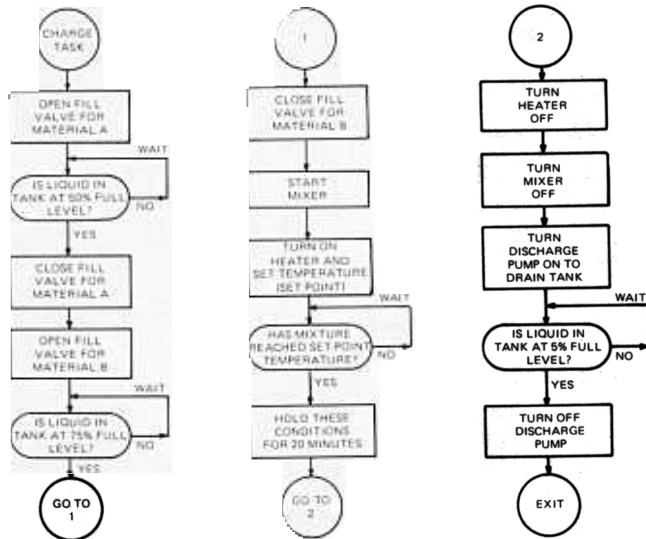 CHARGE
TASK
OPEN FILL
VALVE FOR
MATERIAL A
WAIT
IS LIQUID IN
TANK AT 50% FULL
LEVEL?
NO
YES
CLOSE FILL
VALVE FOR
MATERIAL A
OPEN FILL
VALVE FOR
MATERIAL B
WAIT
IS LIQUID IN
TANK AT 75% FULL
LEVEL?
NO
YES
GO TO
1
1
CLOSE FILL
VALVE FOR
MATERIAL B
START
MIXER
TURN ON
HEATER AND
SET TEMPERATURE
(SET POINT)
WAIT
HAS MIXTURE
REACHED SET POINT
TEMPERATURE?
NO
YES
HOLD THESE
CONDITIONS
FOR 20 MINUTES
GO TO
2
2
TURN
HEATER
OFF
TURN
MIXER
OFF
TURN
DISCHARGE
PUMP ON TO
DRAIN TANK
WAIT
IS LIQUID IN
TANK AT 5% FULL
LEVEL?
NO
YES
TURN OFF
DISCHARGE
PUMP
EXIT